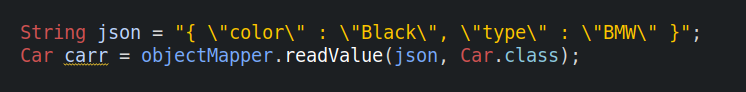 String json = "{ \"color\" : \"Black\", \"type\" : \"BMW\" }";
Car carr = objectMapper.readValue(json, Car.class);